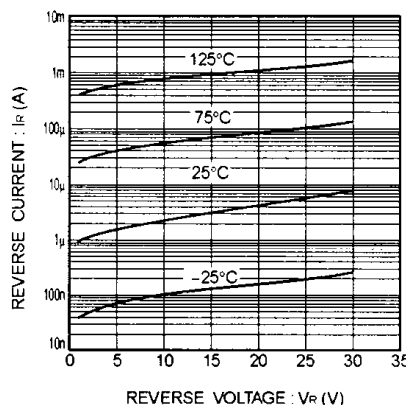 REVERSE CURRENT : IR (A)
10m
1m
100µ
10µ
1µ
100n
10n
125°C
75°C
25°C
−25°C
0 5 10 15 20 25 30 35
REVERSE VOLTAGE : VR (V)